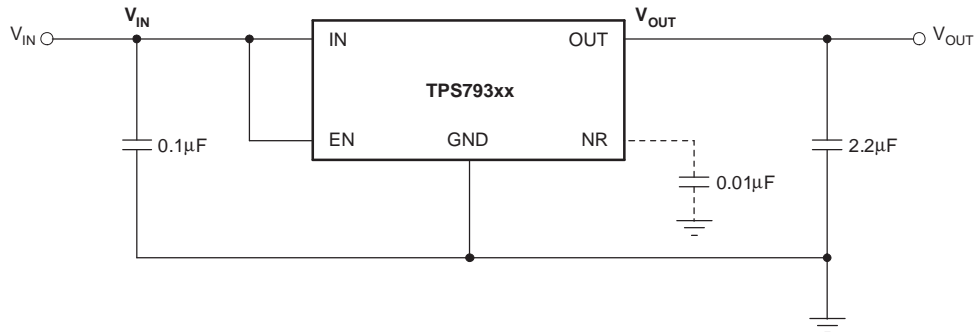 V_IN V_OUT
V_IN IN OUT V_OUT
TPS793xx
EN GND NR
0.1μF 2.2μF
0.01μF